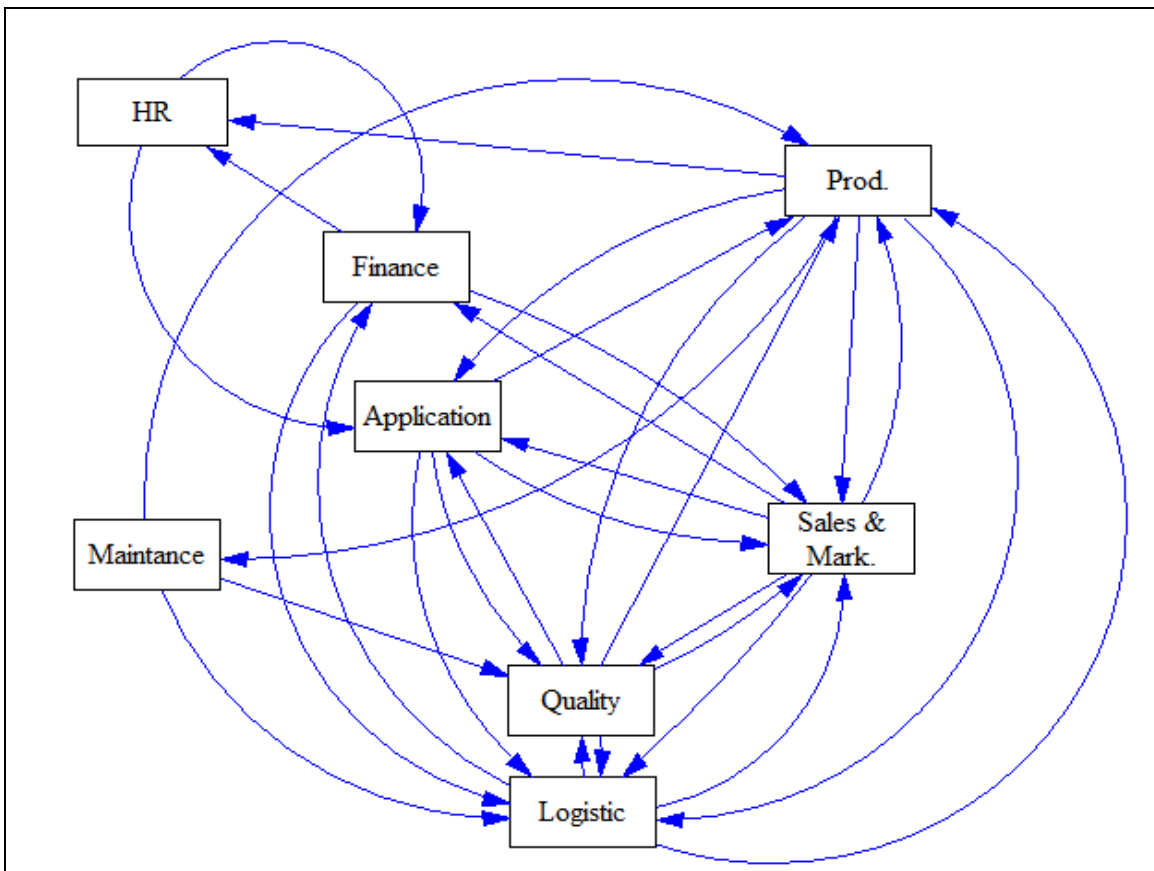 HR
Prod.
Finance
Application
Sales &
Mark.
Maintance
Quality
Logistic